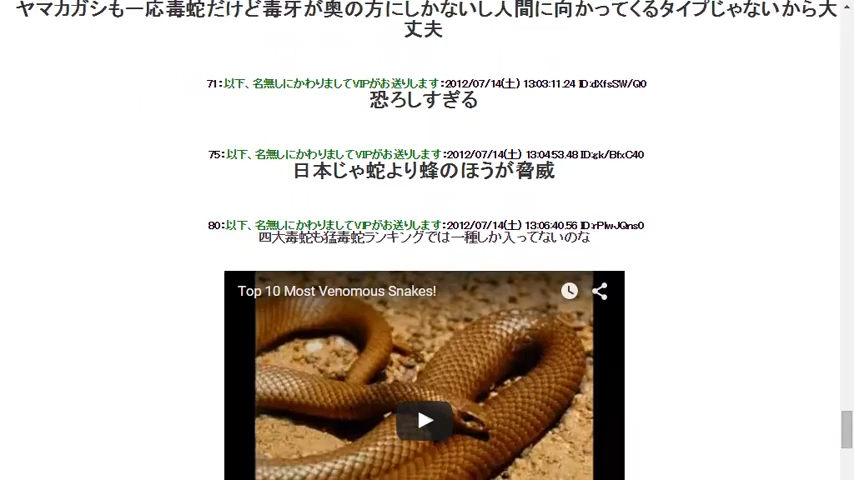 ヤマカガシも一応毒蛇だけど毒牙が奥の方にしかないし人間に向かってくるタイプじゃないから大
丈夫
71：以下、名無しにかわりましてVIPがお送りします：2012/07/14(土) 13:03:11.24 ID:dXfsSW/Q0
恐ろしすぎる
75：以下、名無しにかわりましてVIPがお送りします：2012/07/14(土) 13:04:53.48 ID:gk/BfxC40
日本じゃ蛇より蜂のほうが脅威
80：以下、名無しにかわりましてVIPがお送りします：2012/07/14(土) 13:06:40.56 ID:rPIwJQns0
四大毒蛇も猛毒蛇ランキングでは一種しか入ってないのな
Top 10 Most Venomous Snakes!